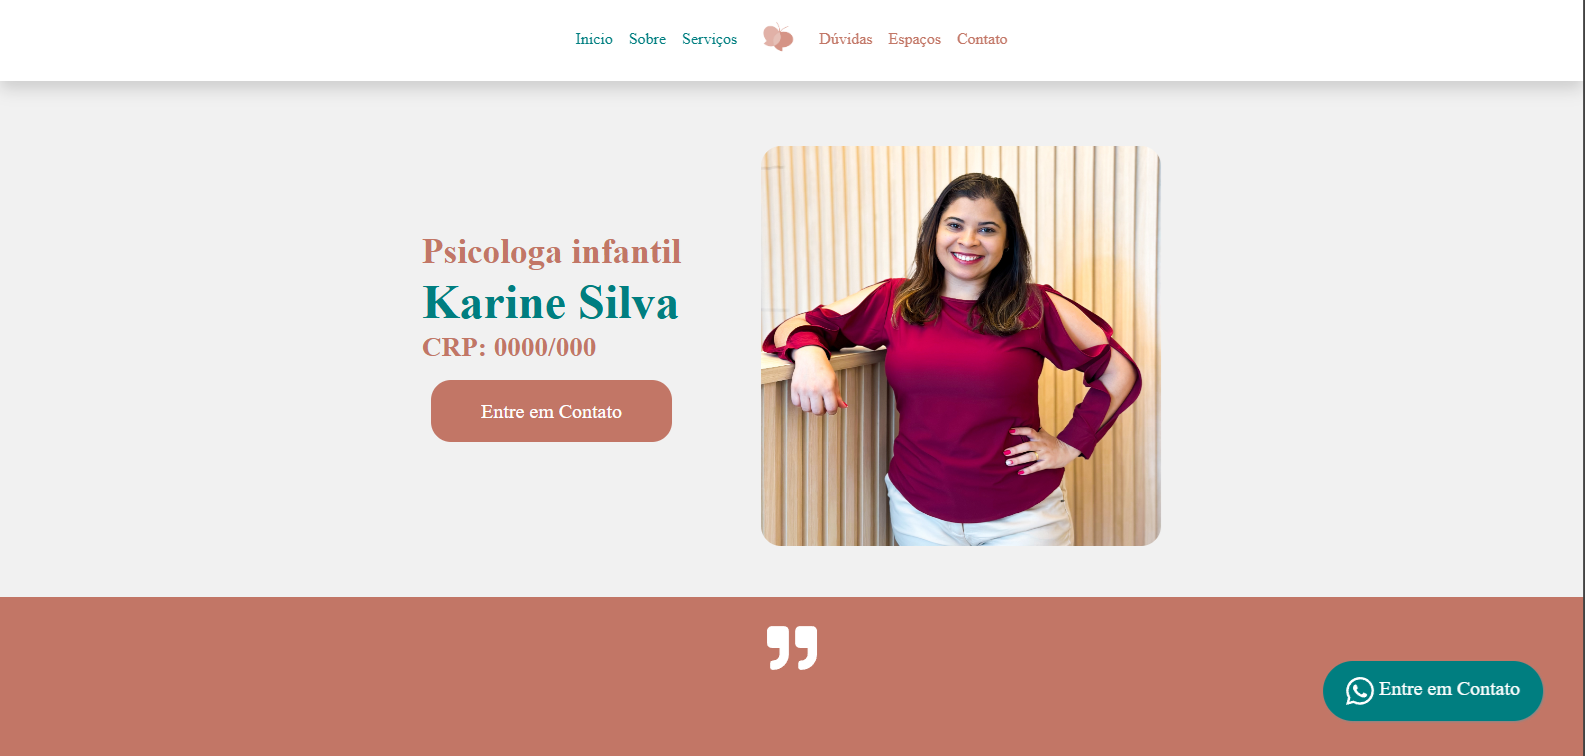 Inicio Sobre Serviços Dúvidas Espaços Contato
Psicologa infantil
Karine Silva
CRP: 0000/000
Entre em Contato
”
Entre em Contato